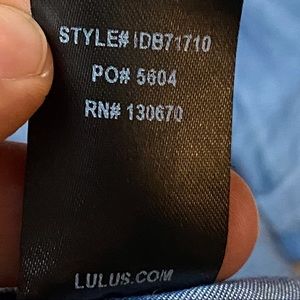 STYLE# IDB71710
PO# 5604
RN# 130670
LULUS.COM